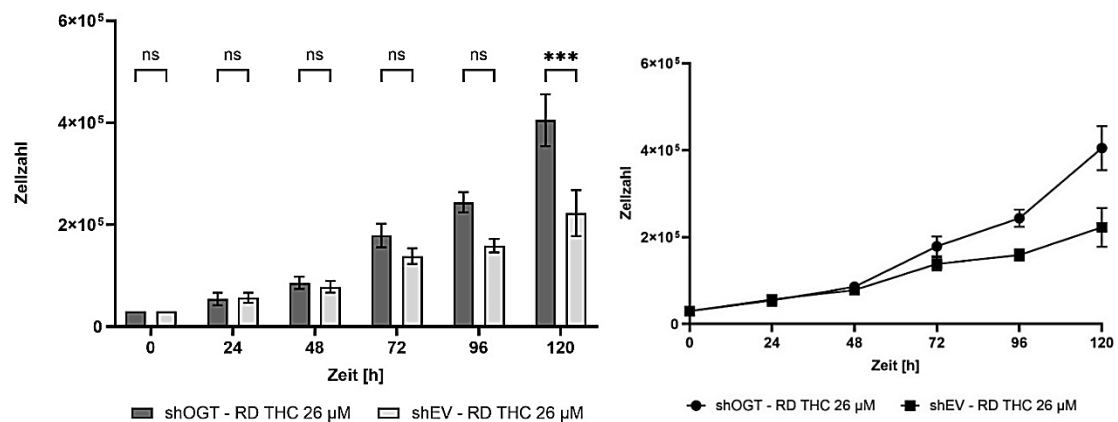 6×10⁵
4×10⁵
2×10⁵
0
Zellzahl
ns ns ns ns ns ***
0 24 48 72 96 120
Zeit [h]
shOGT - RD THC 26 µM shEV - RD THC 26 µM
6×10⁵
4×10⁵
2×10⁵
0
Zellzahl
0 24 48 72 96 120
Zeit [h]
shOGT - RD THC 26 µM shEV - RD THC 26 µM